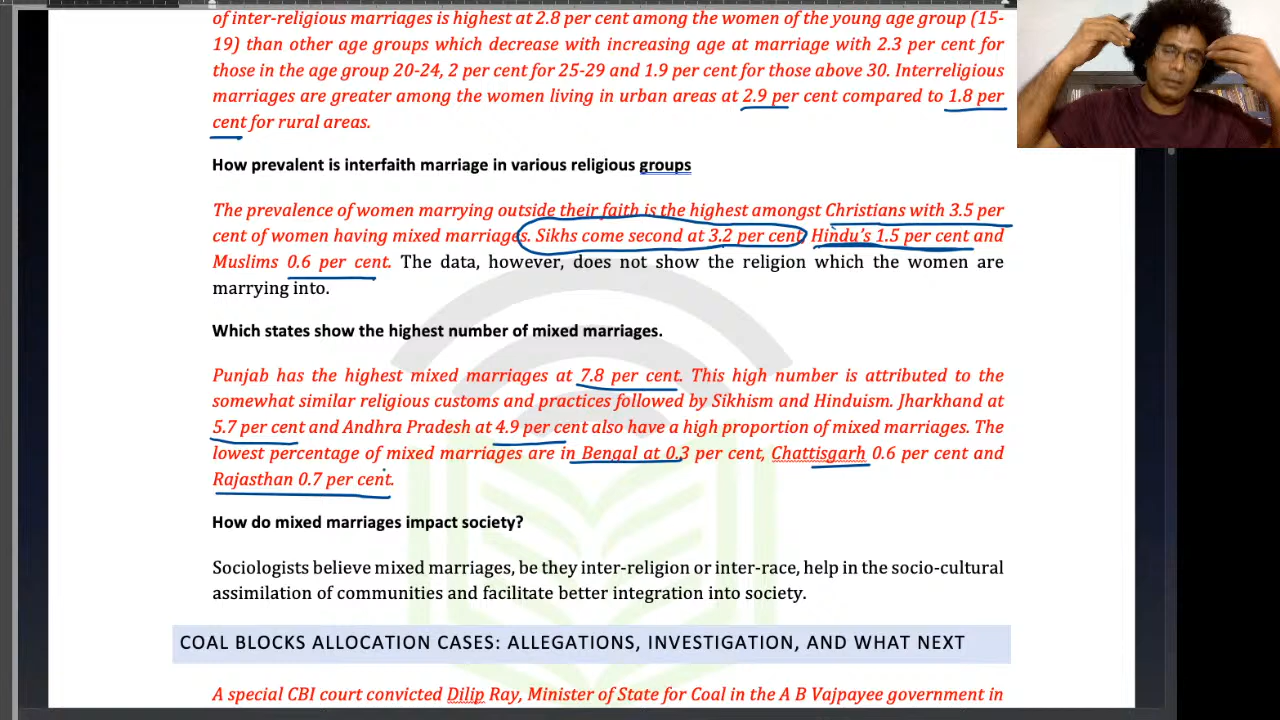 of inter-religious marriages is highest at 2.8 per cent among the women of the young age group (15-
19) than other age groups which decrease with increasing age at marriage with 2.3 per cent for
those in the age group 20-24, 2 per cent for 25-29 and 1.9 per cent for those above 30. Interreligious
marriages are greater among the women living in urban areas at 2.9 per cent compared to 1.8 per
cent for rural areas.
How prevalent is interfaith marriage in various religious groups
The prevalence of women marrying outside their faith is the highest amongst Christians with 3.5 per
cent of women having mixed marriages. Sikhs come second at 3.2 per cent, Hindu's 1.5 per cent and
Muslims 0.6 per cent. The data, however, does not show the religion which the women are
marrying into.
Which states show the highest number of mixed marriages.
Punjab has the highest mixed marriages at 7.8 per cent. This high number is attributed to the
somewhat similar religious customs and practices followed by Sikhism and Hinduism. Jharkhand at
5.7 per cent and Andhra Pradesh at 4.9 per cent also have a high proportion of mixed marriages. The
lowest percentage of mixed marriages are in Bengal at 0.3 per cent, Chattisgarh 0.6 per cent and
Rajasthan 0.7 per cent.
How do mixed marriages impact society?
Sociologists believe mixed marriages, be they inter-religion or inter-race, help in the socio-cultural
assimilation of communities and facilitate better integration into society.
COAL BLOCKS ALLOCATION CASES: ALLEGATIONS, INVESTIGATION, AND WHAT NEXT
A special CBI court convicted Dilip Ray, Minister of State for Coal in the A B Vajpayee government in